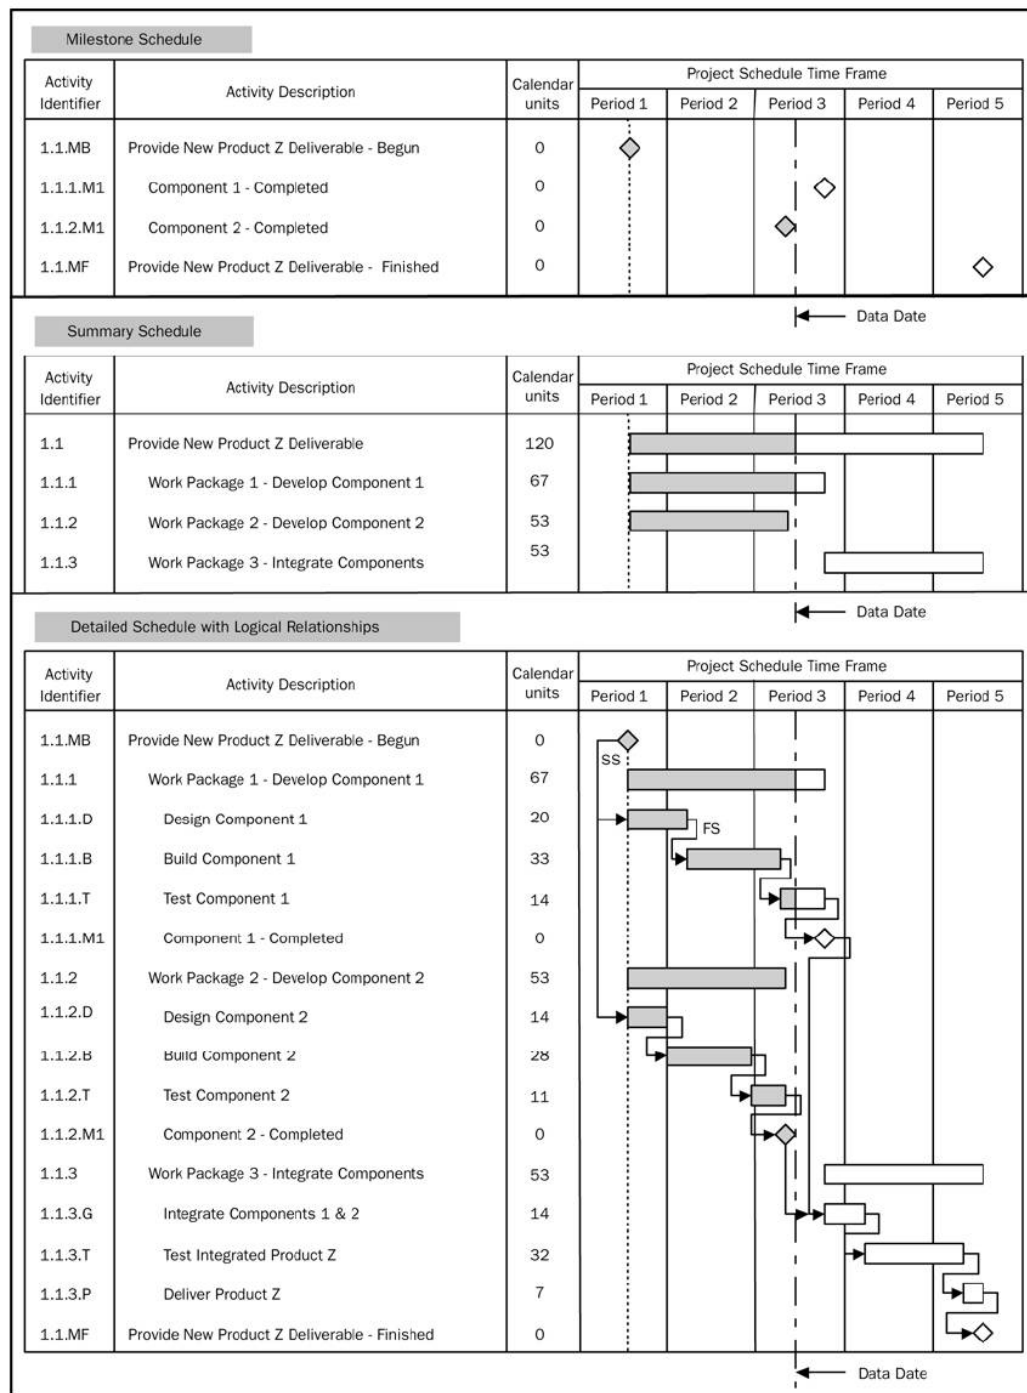 Milestone Schedule
Activity Identifier Activity Description Calendar units Project Schedule Time Frame
Period 1 Period 2 Period 3 Period 4 Period 5
1.1.MB Provide New Product Z Deliverable - Begun 0
1.1.1.M1 Component 1 - Completed 0
1.1.2.M1 Component 2 - Completed 0
1.1.MF Provide New Product Z Deliverable - Finished 0
Data Date
Summary Schedule
Activity Identifier Activity Description Calendar units Project Schedule Time Frame
Period 1 Period 2 Period 3 Period 4 Period 5
1.1 Provide New Product Z Deliverable 120
1.1.1 Work Package 1 - Develop Component 1 67
1.1.2 Work Package 2 - Develop Component 2 53
1.1.3 Work Package 3 - Integrate Components 53
Data Date
Detailed Schedule with Logical Relationships
Activity Identifier Activity Description Calendar units Project Schedule Time Frame
Period 1 Period 2 Period 3 Period 4 Period 5
1.1.MB Provide New Product Z Deliverable - Begun 0
SS
1.1.1 Work Package 1 - Develop Component 1 67
1.1.1.D Design Component 1 20
FS
1.1.1.B Build Component 1 33
1.1.1.T Test Component 1 14
1.1.1.M1 Component 1 - Completed 0
1.1.2 Work Package 2 - Develop Component 2 53
1.1.2.D Design Component 2 14
1.1.2.B Build Component 2 28
1.1.2.T Test Component 2 11
1.1.2.M1 Component 2 - Completed 0
1.1.3 Work Package 3 - Integrate Components 53
1.1.3.G Integrate Components 1 & 2 14
1.1.3.T Test Integrated Product Z 32
1.1.3.P Deliver Product Z 7
1.1.MF Provide New Product Z Deliverable - Finished 0
Data Date